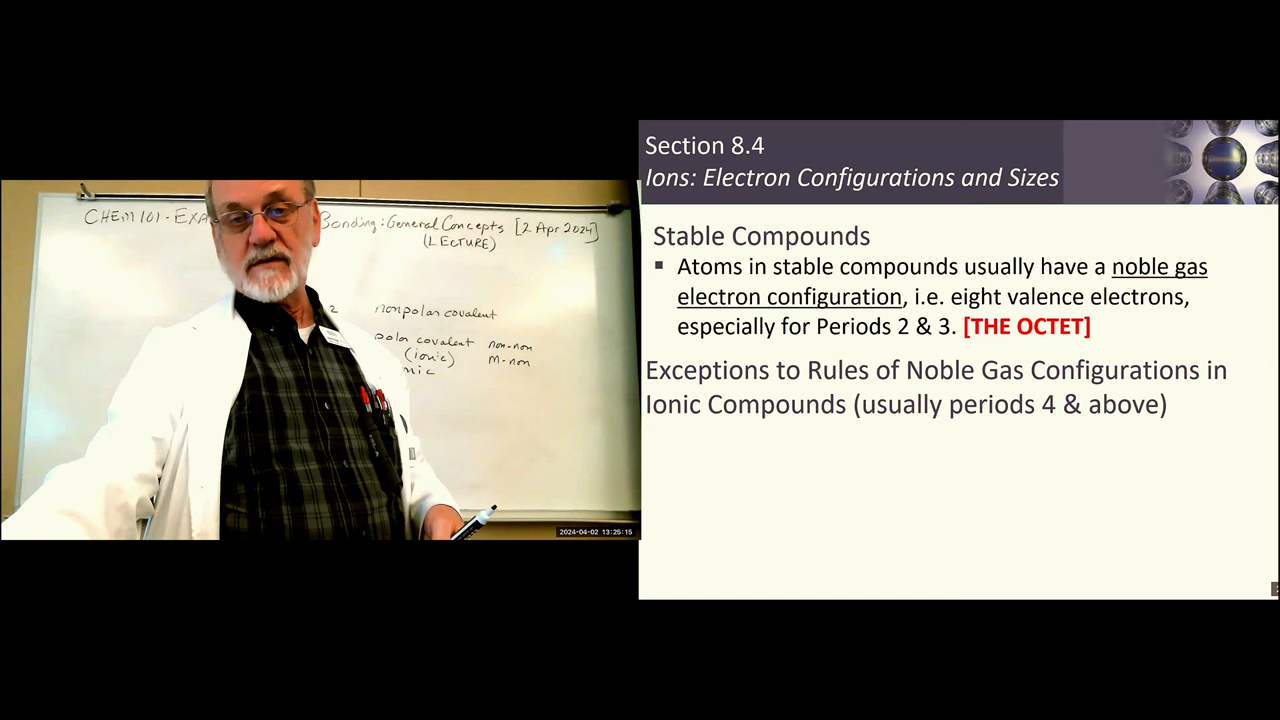 CHEM 101 - EXA Bonding: General Concepts [2 Apr 2024]
(LECTURE)
2 nonpolar covalent
polar covalent non-non
(ionic) M-non
nic
2024-04-02 13:25:15
Section 8.4
Ions: Electron Configurations and Sizes
Stable Compounds
▪ Atoms in stable compounds usually have a noble gas
electron configuration, i.e. eight valence electrons,
especially for Periods 2 & 3. [THE OCTET]
Exceptions to Rules of Noble Gas Configurations in
Ionic Compounds (usually periods 4 & above)